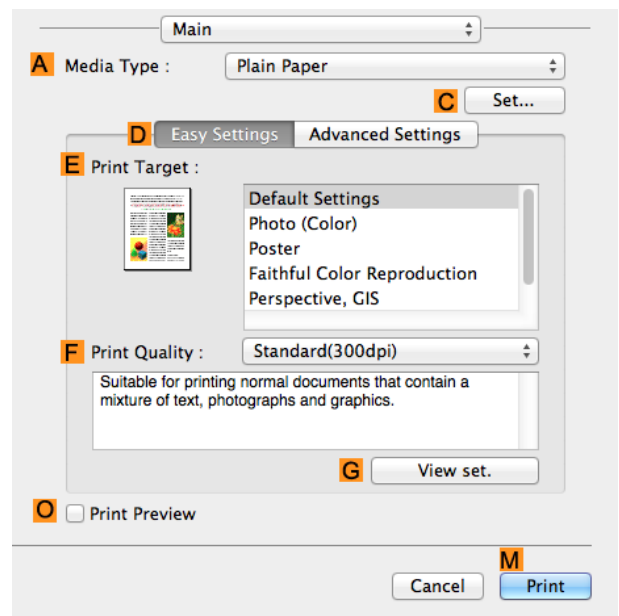 Main
A Media Type : Plain Paper
C Set...
D Easy Settings Advanced Settings
E Print Target :
Default Settings
Photo (Color)
Poster
Faithful Color Reproduction
Perspective, GIS
F Print Quality : Standard(300dpi)
Suitable for printing normal documents that contain a
mixture of text, photographs and graphics.
G View set.
O Print Preview
M
Cancel Print